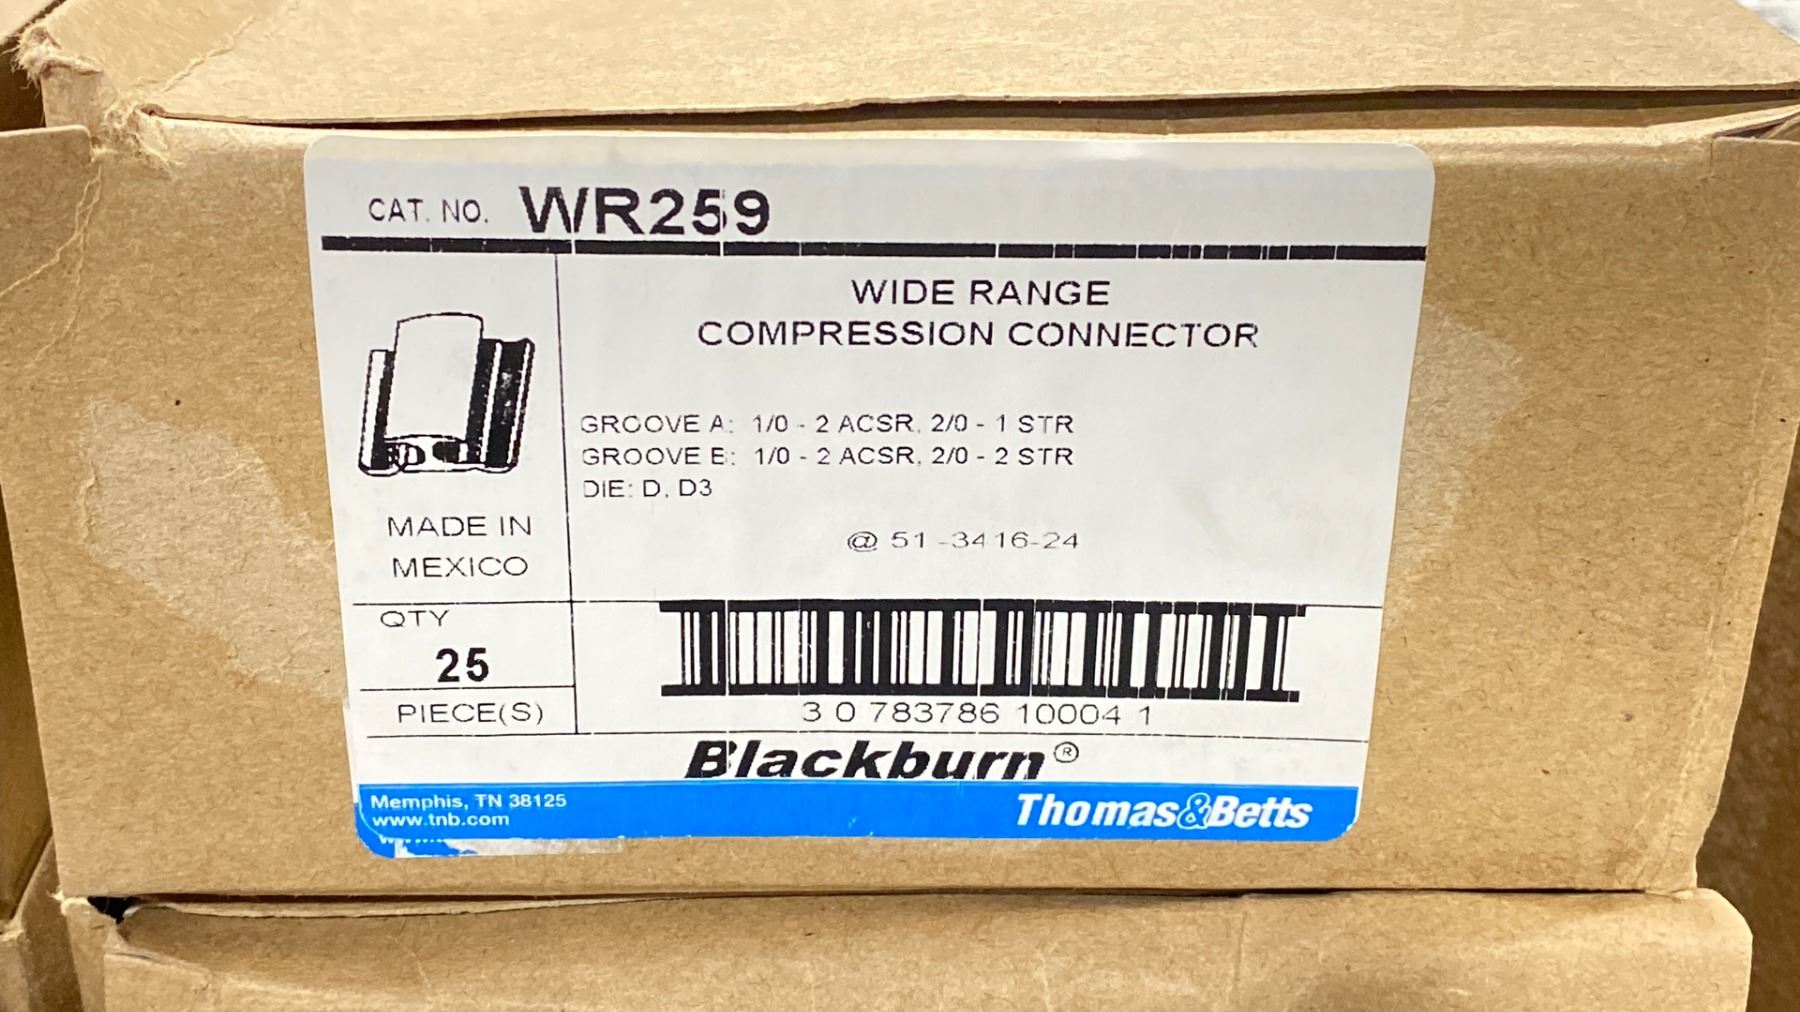 CAT. NO. WR259
WIDE RANGE
COMPRESSION CONNECTOR
GROOVE A: 1/0 - 2 ACSR, 2/0 - 1 STR
GROOVE B: 1/0 - 2 ACSR, 2/0 - 2 STR
DIE: D, D3
@ 51-3416-24
MADE IN
MEXICO
QTY
25
PIECE(S)
3 0 783786 10004 1
Blackburn®
Memphis, TN 38125
www.tnb.com
Thomas&Betts